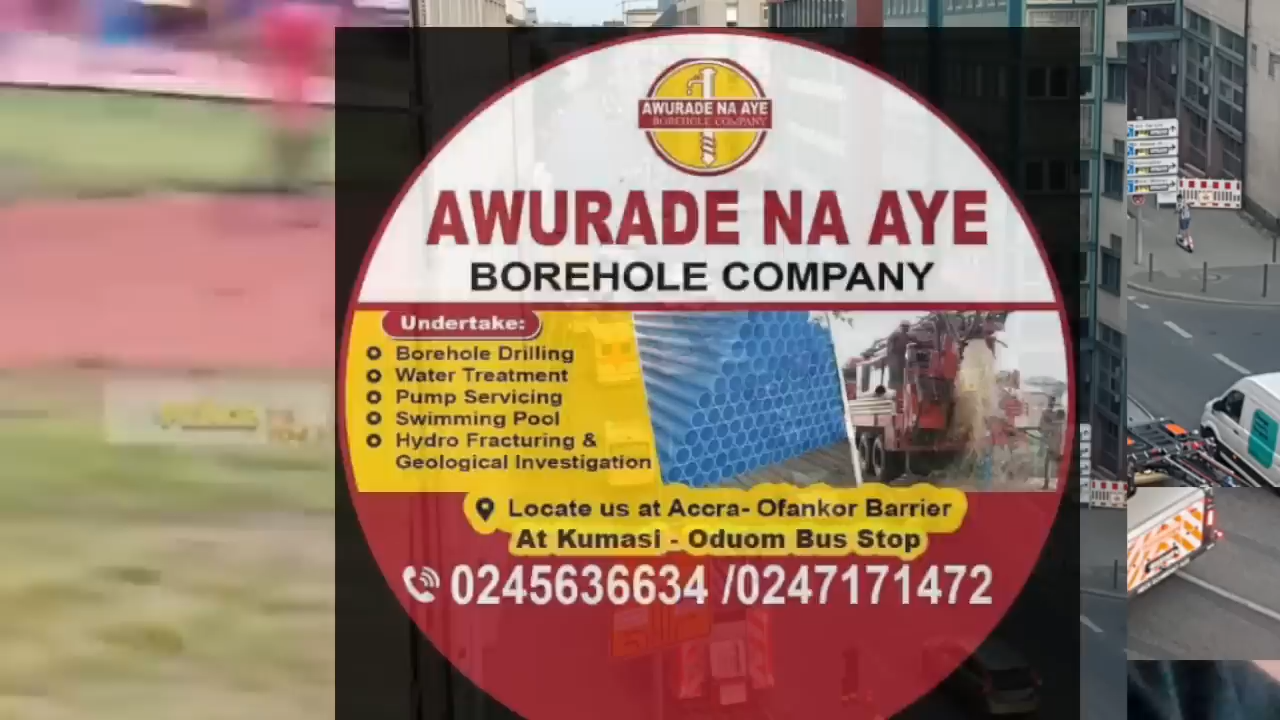 AWURADE NA AYE
BOREHOLE COMPANY
AWURADE NA AYE
BOREHOLE COMPANY
Undertake:
Borehole Drilling
Water Treatment
Pump Servicing
Swimming Pool
Hydro Fracturing &
Geological Investigation
Locate us at Accra- Ofankor Barrier
At Kumasi - Oduom Bus Stop
0245636634 /0247171472